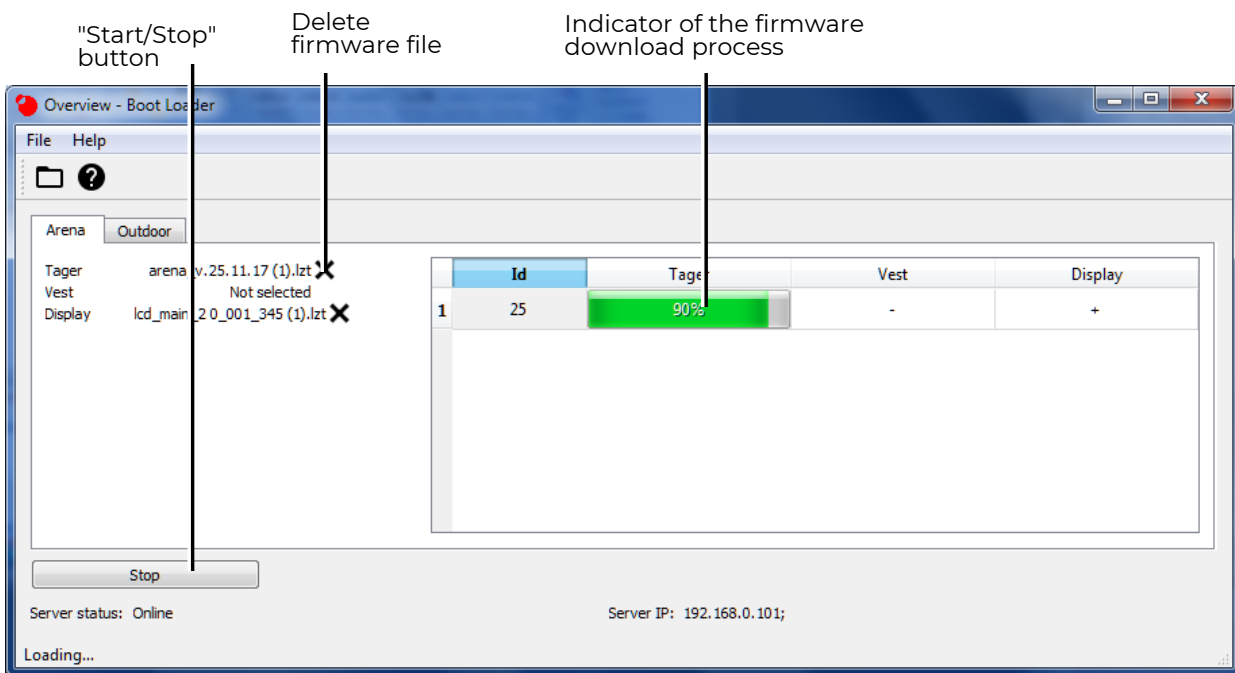 "Start/Stop"
button
Delete
firmware file
Indicator of the firmware
download process
Overview - Boot Loader
File Help
Arena Outdoor
Tager arena_v.25.11.17 (1).lzt
Vest Not selected
Display lcd_main_2 0_001_345 (1).lzt
Id Tager Vest Display
1 25 90% - +
Stop
Server status: Online Server IP: 192.168.0.101;
Loading...